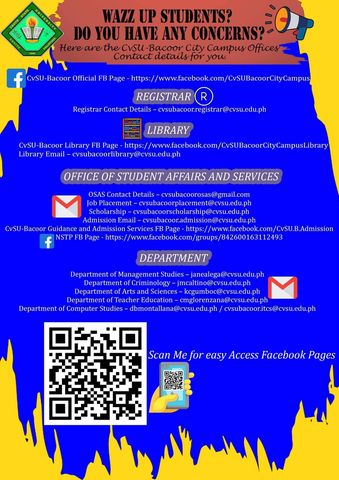 WAZZ UP STUDENTS?
DO YOU HAVE ANY CONCERNS?
Here are the CvSU-Bacoor City Campus Offices
Contact details for you.
CvSU-Bacoor Official FB Page - https://www.facebook.com/CvSUBacoorCityCampus
REGISTRAR R
Registrar Contact Details – cvsubacoor.registrar@cvsu.edu.ph
LIBRARY
CvSU-Bacoor Library FB Page - https://www.facebook.com/CvSUBacoorCityCampusLibrary
Library Email – cvsubacoorlibrary@cvsu.edu.ph
OFFICE OF STUDENT AFFAIRS AND SERVICES
OSAS Contact Details – cvsubacoorosas@gmail.com
Job Placement – cvsubacoorplacement@cvsu.edu.ph
Scholarship – cvsubacoorscholarship@cvsu.edu.ph
Admission Email – cvsubacoor.admission@cvsu.edu.ph
CvSU-Bacoor Guidance and Admission Services FB Page - https://www.facebook.com/CvSU.B.Admission
NSTP FB Page - https://www.facebook.com/groups/842600163112493
DEPARTMENT
Department of Management Studies – janealega@cvsu.edu.ph
Department of Criminology – jmcaltino@cvsu.edu.ph
Department of Arts and Sciences – kcgumboc@cvsu.edu.ph
Department of Teacher Education – cmglorenzana@cvsu.edu.ph
Department of Computer Studies – dbmontallana@cvsu.edu.ph / cvsubacoor.itcs@cvsu.edu.ph
Scan Me for easy Access Facebook Pages